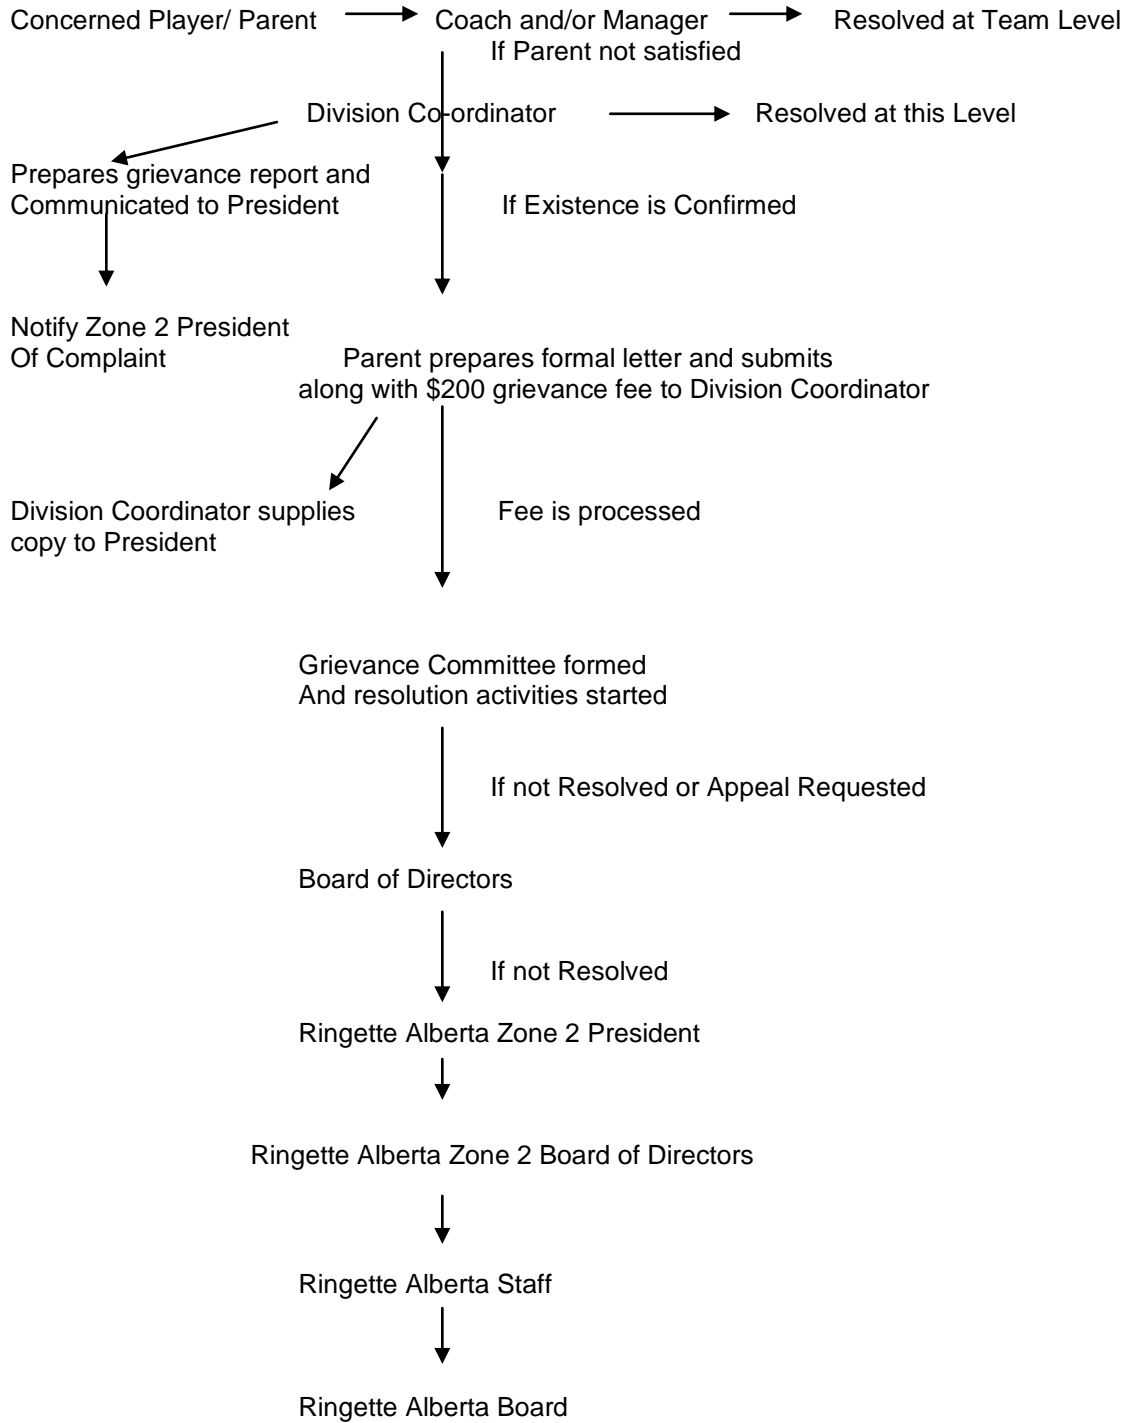 Concerned Player/ Parent
Coach and/or Manager
Resolved at Team Level
If Parent not satisfied
Division Co-ordinator
Resolved at this Level
Prepares grievance report and
Communicated to President
If Existence is Confirmed
Notify Zone 2 President
Of Complaint
Parent prepares formal letter and submits
along with $200 grievance fee to Division Coordinator
Division Coordinator supplies
copy to President
Fee is processed
Grievance Committee formed
And resolution activities started
If not Resolved or Appeal Requested
Board of Directors
If not Resolved
Ringette Alberta Zone 2 President
Ringette Alberta Zone 2 Board of Directors
Ringette Alberta Staff
Ringette Alberta Board